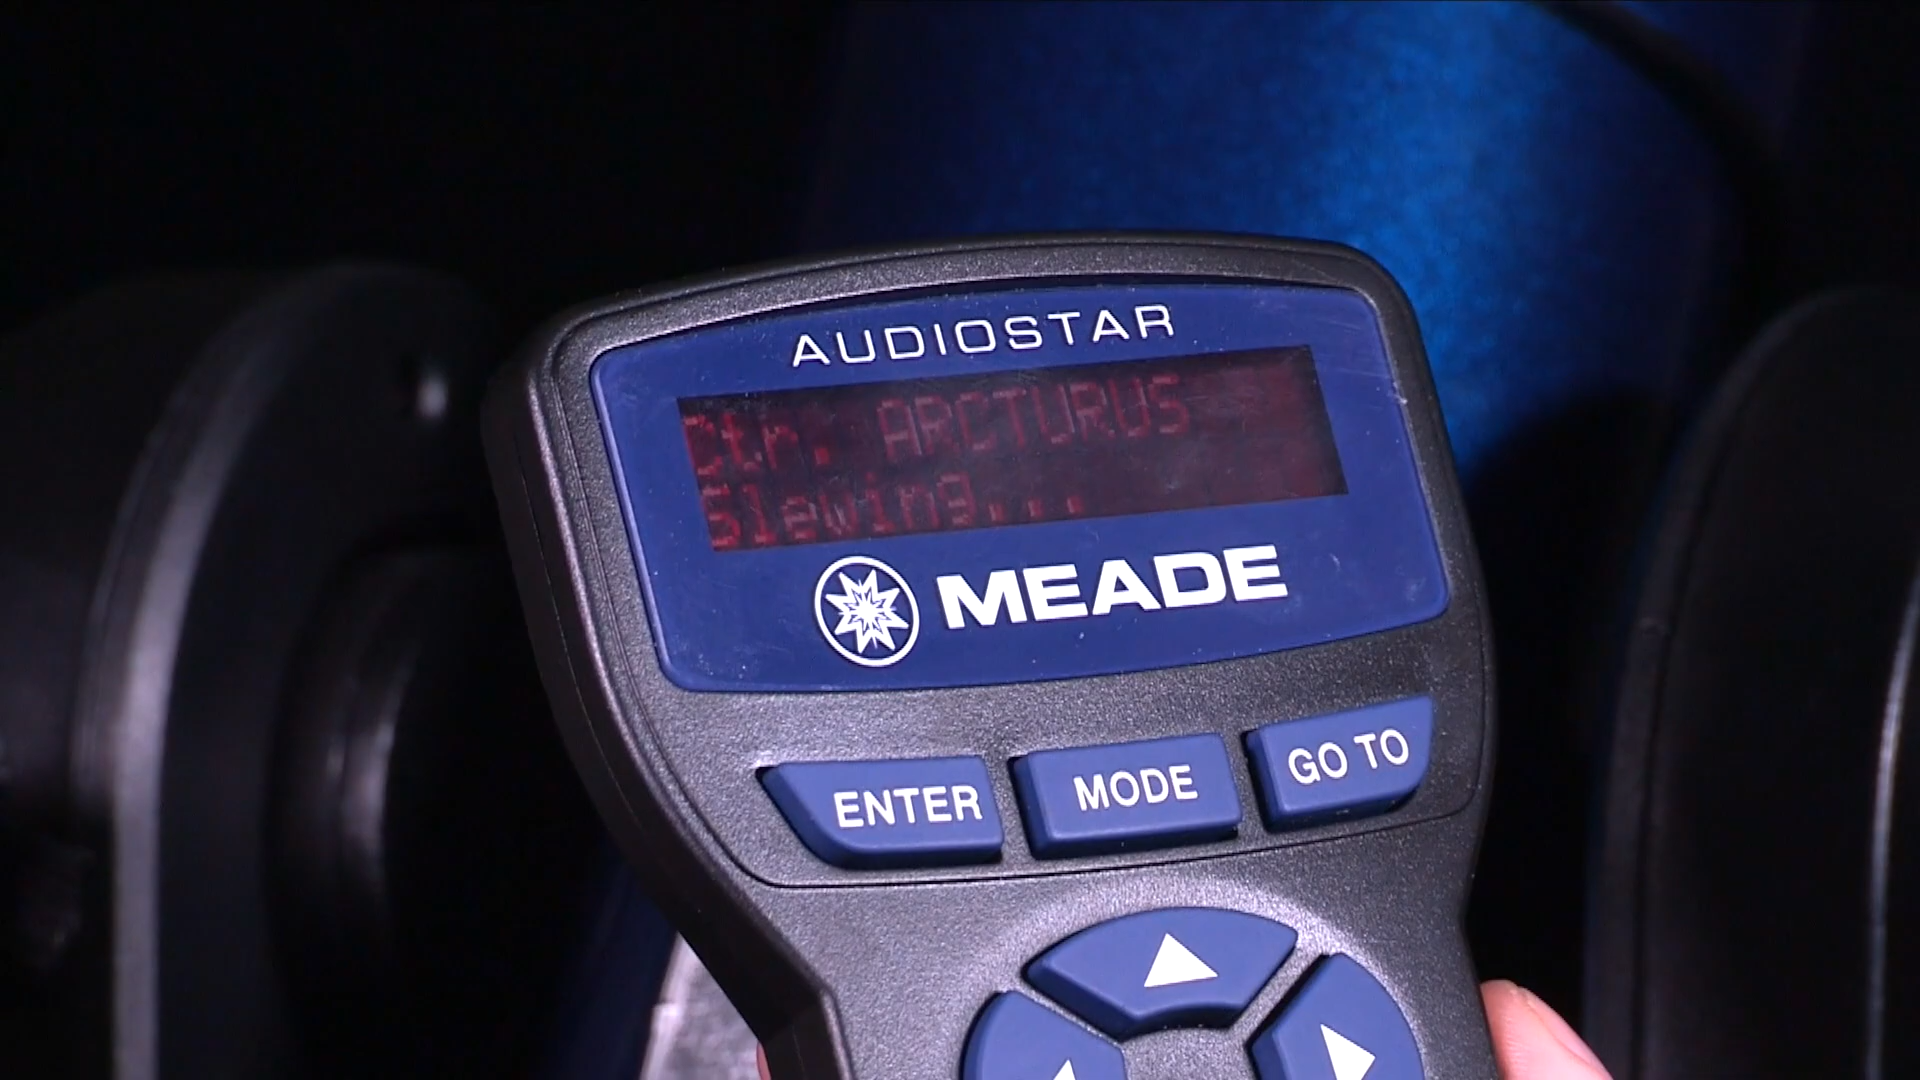 AUDIOSTAR
Ctr. ARCTURUS
Slewing...
MEADE
ENTER
MODE
GO TO